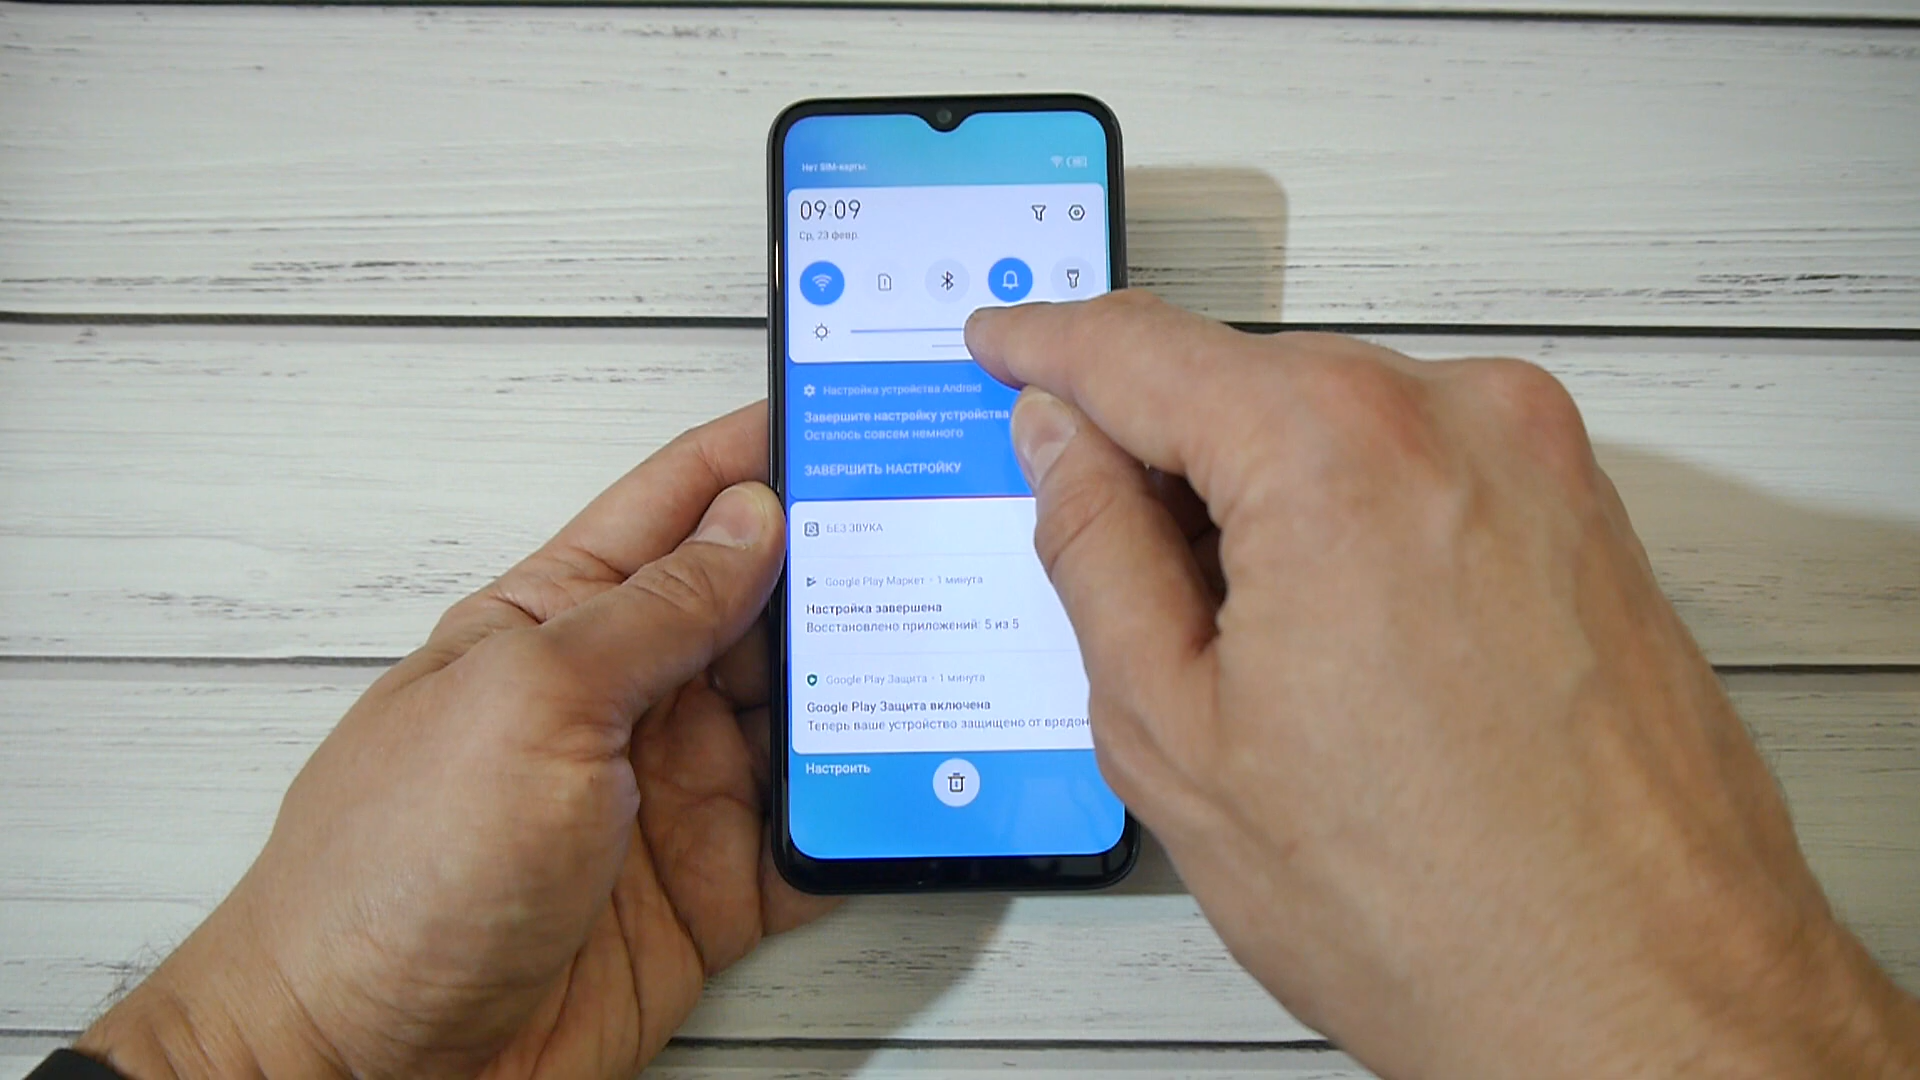 Нет SIM-карты.
09:09
Ср, 23 февр.
Настройка устройства Android
Завершите настройку устройства
Осталось совсем немного
ЗАВЕРШИТЬ НАСТРОЙКУ
БЕЗ ЗВУКА
Google Play Маркет • 1 минута
Настройка завершена
Восстановлено приложений: 5 из 5
Google Play Защита • 1 минута
Google Play Защита включена
Теперь ваше устройство защищено от вредон
Настроить